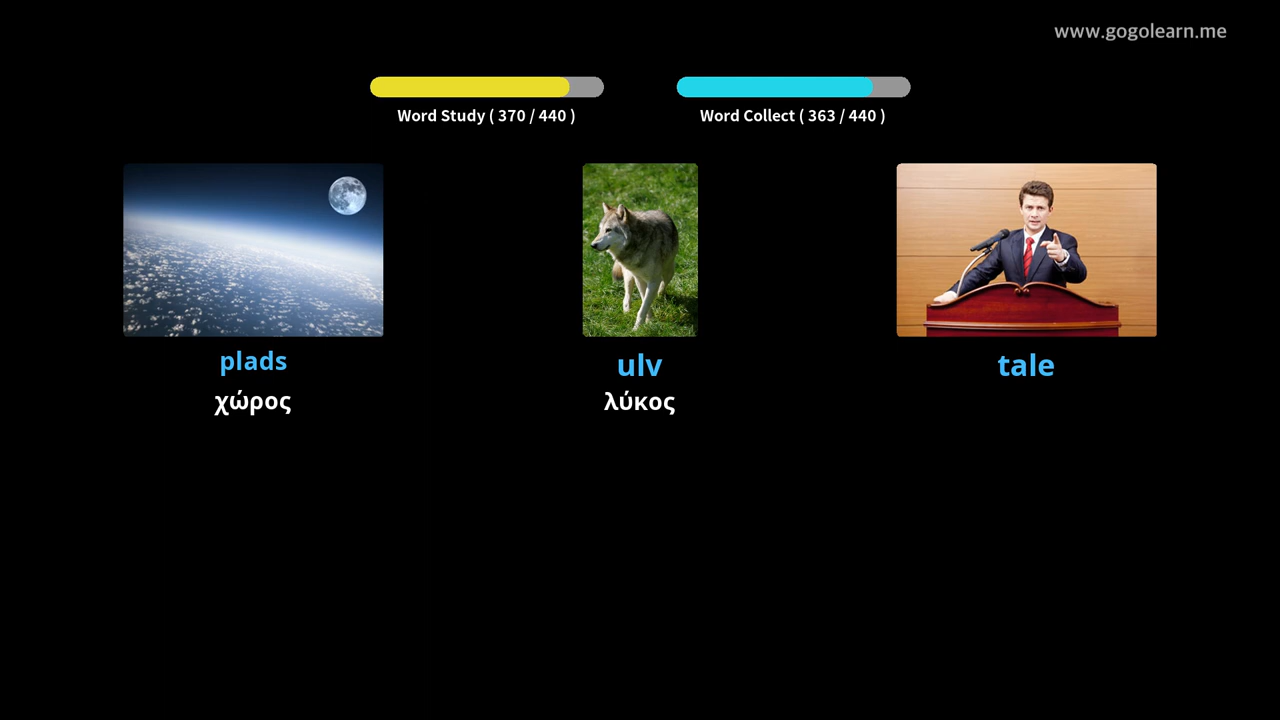 www.gogolearn.me
Word Study ( 370 / 440 )
Word Collect ( 363 / 440 )
plads
χώρος
ulv
λύκος
tale